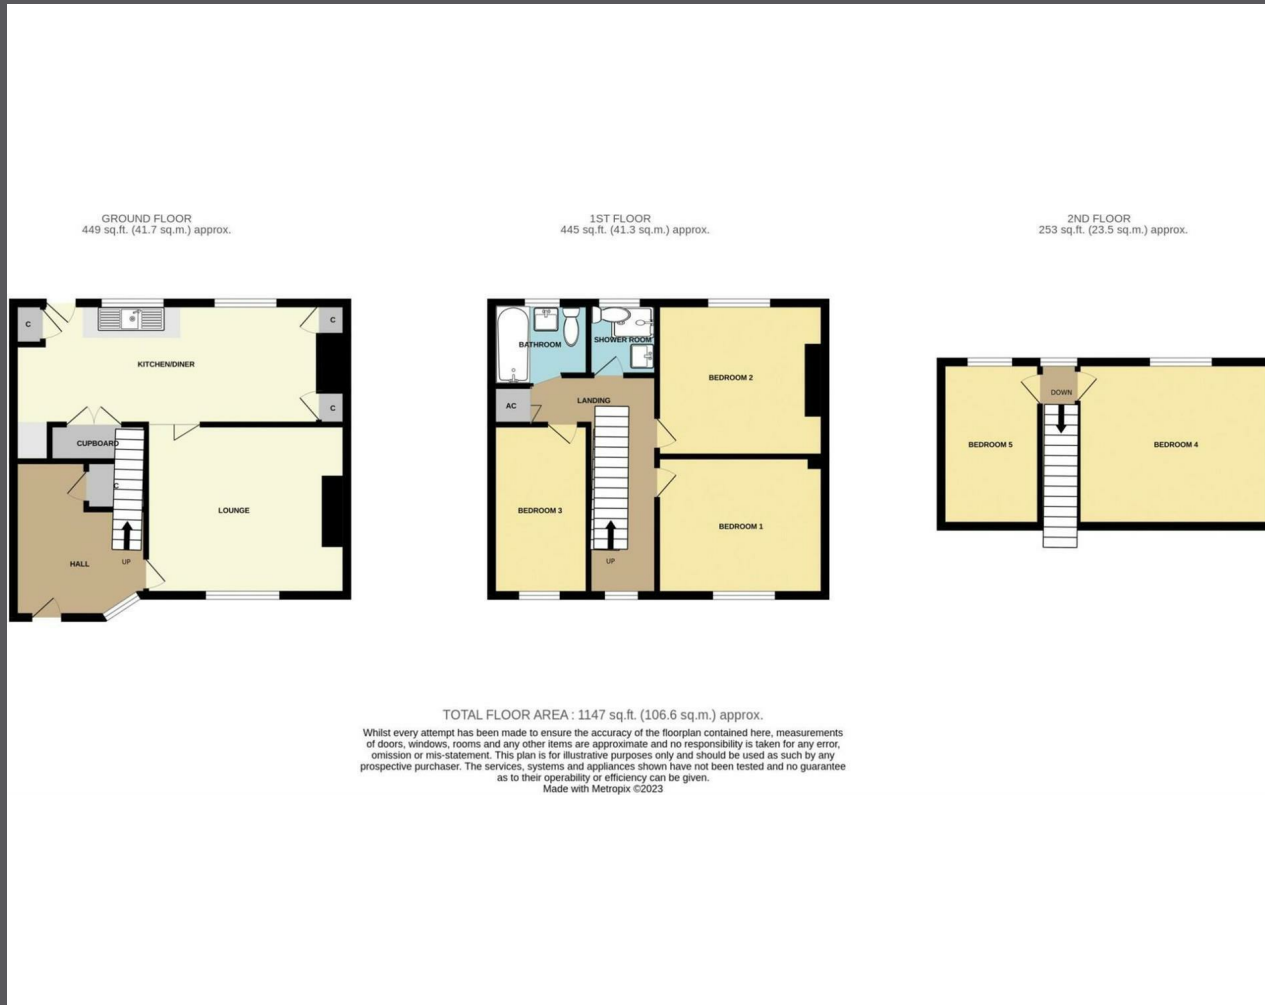 GROUND FLOOR
449 sq.ft. (41.7 sq.m.) approx.
C
C
KITCHEN/DINER
C
CUPBOARD
C
LOUNGE
HALL
UP
1ST FLOOR
445 sq.ft. (41.3 sq.m.) approx.
BATHROOM
SHOWER ROOM
BEDROOM 2
AC
LANDING
BEDROOM 3
BEDROOM 1
UP
2ND FLOOR
253 sq.ft. (23.5 sq.m.) approx.
DOWN
BEDROOM 5
BEDROOM 4
TOTAL FLOOR AREA : 1147 sq.ft. (106.6 sq.m.) approx.
Whilst every attempt has been made to ensure the accuracy of the floorplan contained here, measurements
of doors, windows, rooms and any other items are approximate and no responsibility is taken for any error,
omission or mis-statement. This plan is for illustrative purposes only and should be used as such by any
prospective purchaser. The services, systems and appliances shown have not been tested and no guarantee
as to their operability or efficiency can be given.
Made with Metropix ©2023